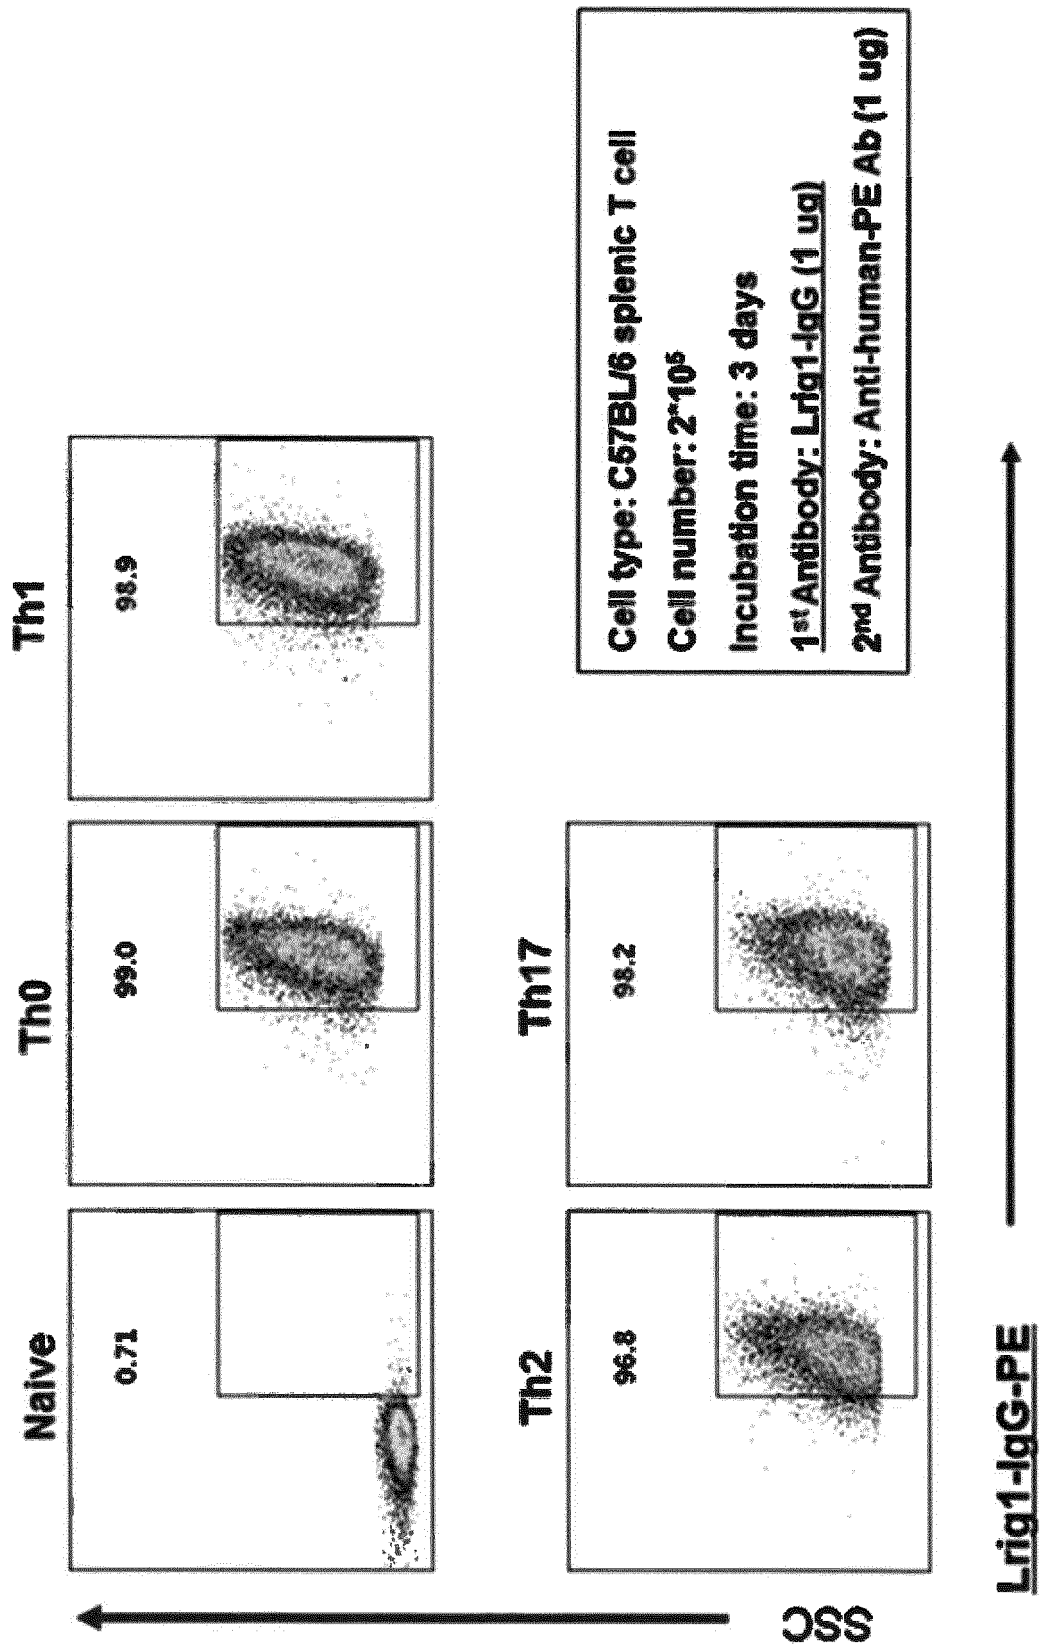 Naive
Th0
Th1
0.71
99.0
98.9
Th2
Th17
96.8
98.2
Cell type: C57BL/6 splenic T cell
Cell number: 2*10⁵
Incubation time: 3 days
1ˢᵗ Antibody: Lrig1-IgG (1 ug)
2ⁿᵈ Antibody: Anti-human-PE Ab (1 ug)
SSC
Lrig1-IgG-PE